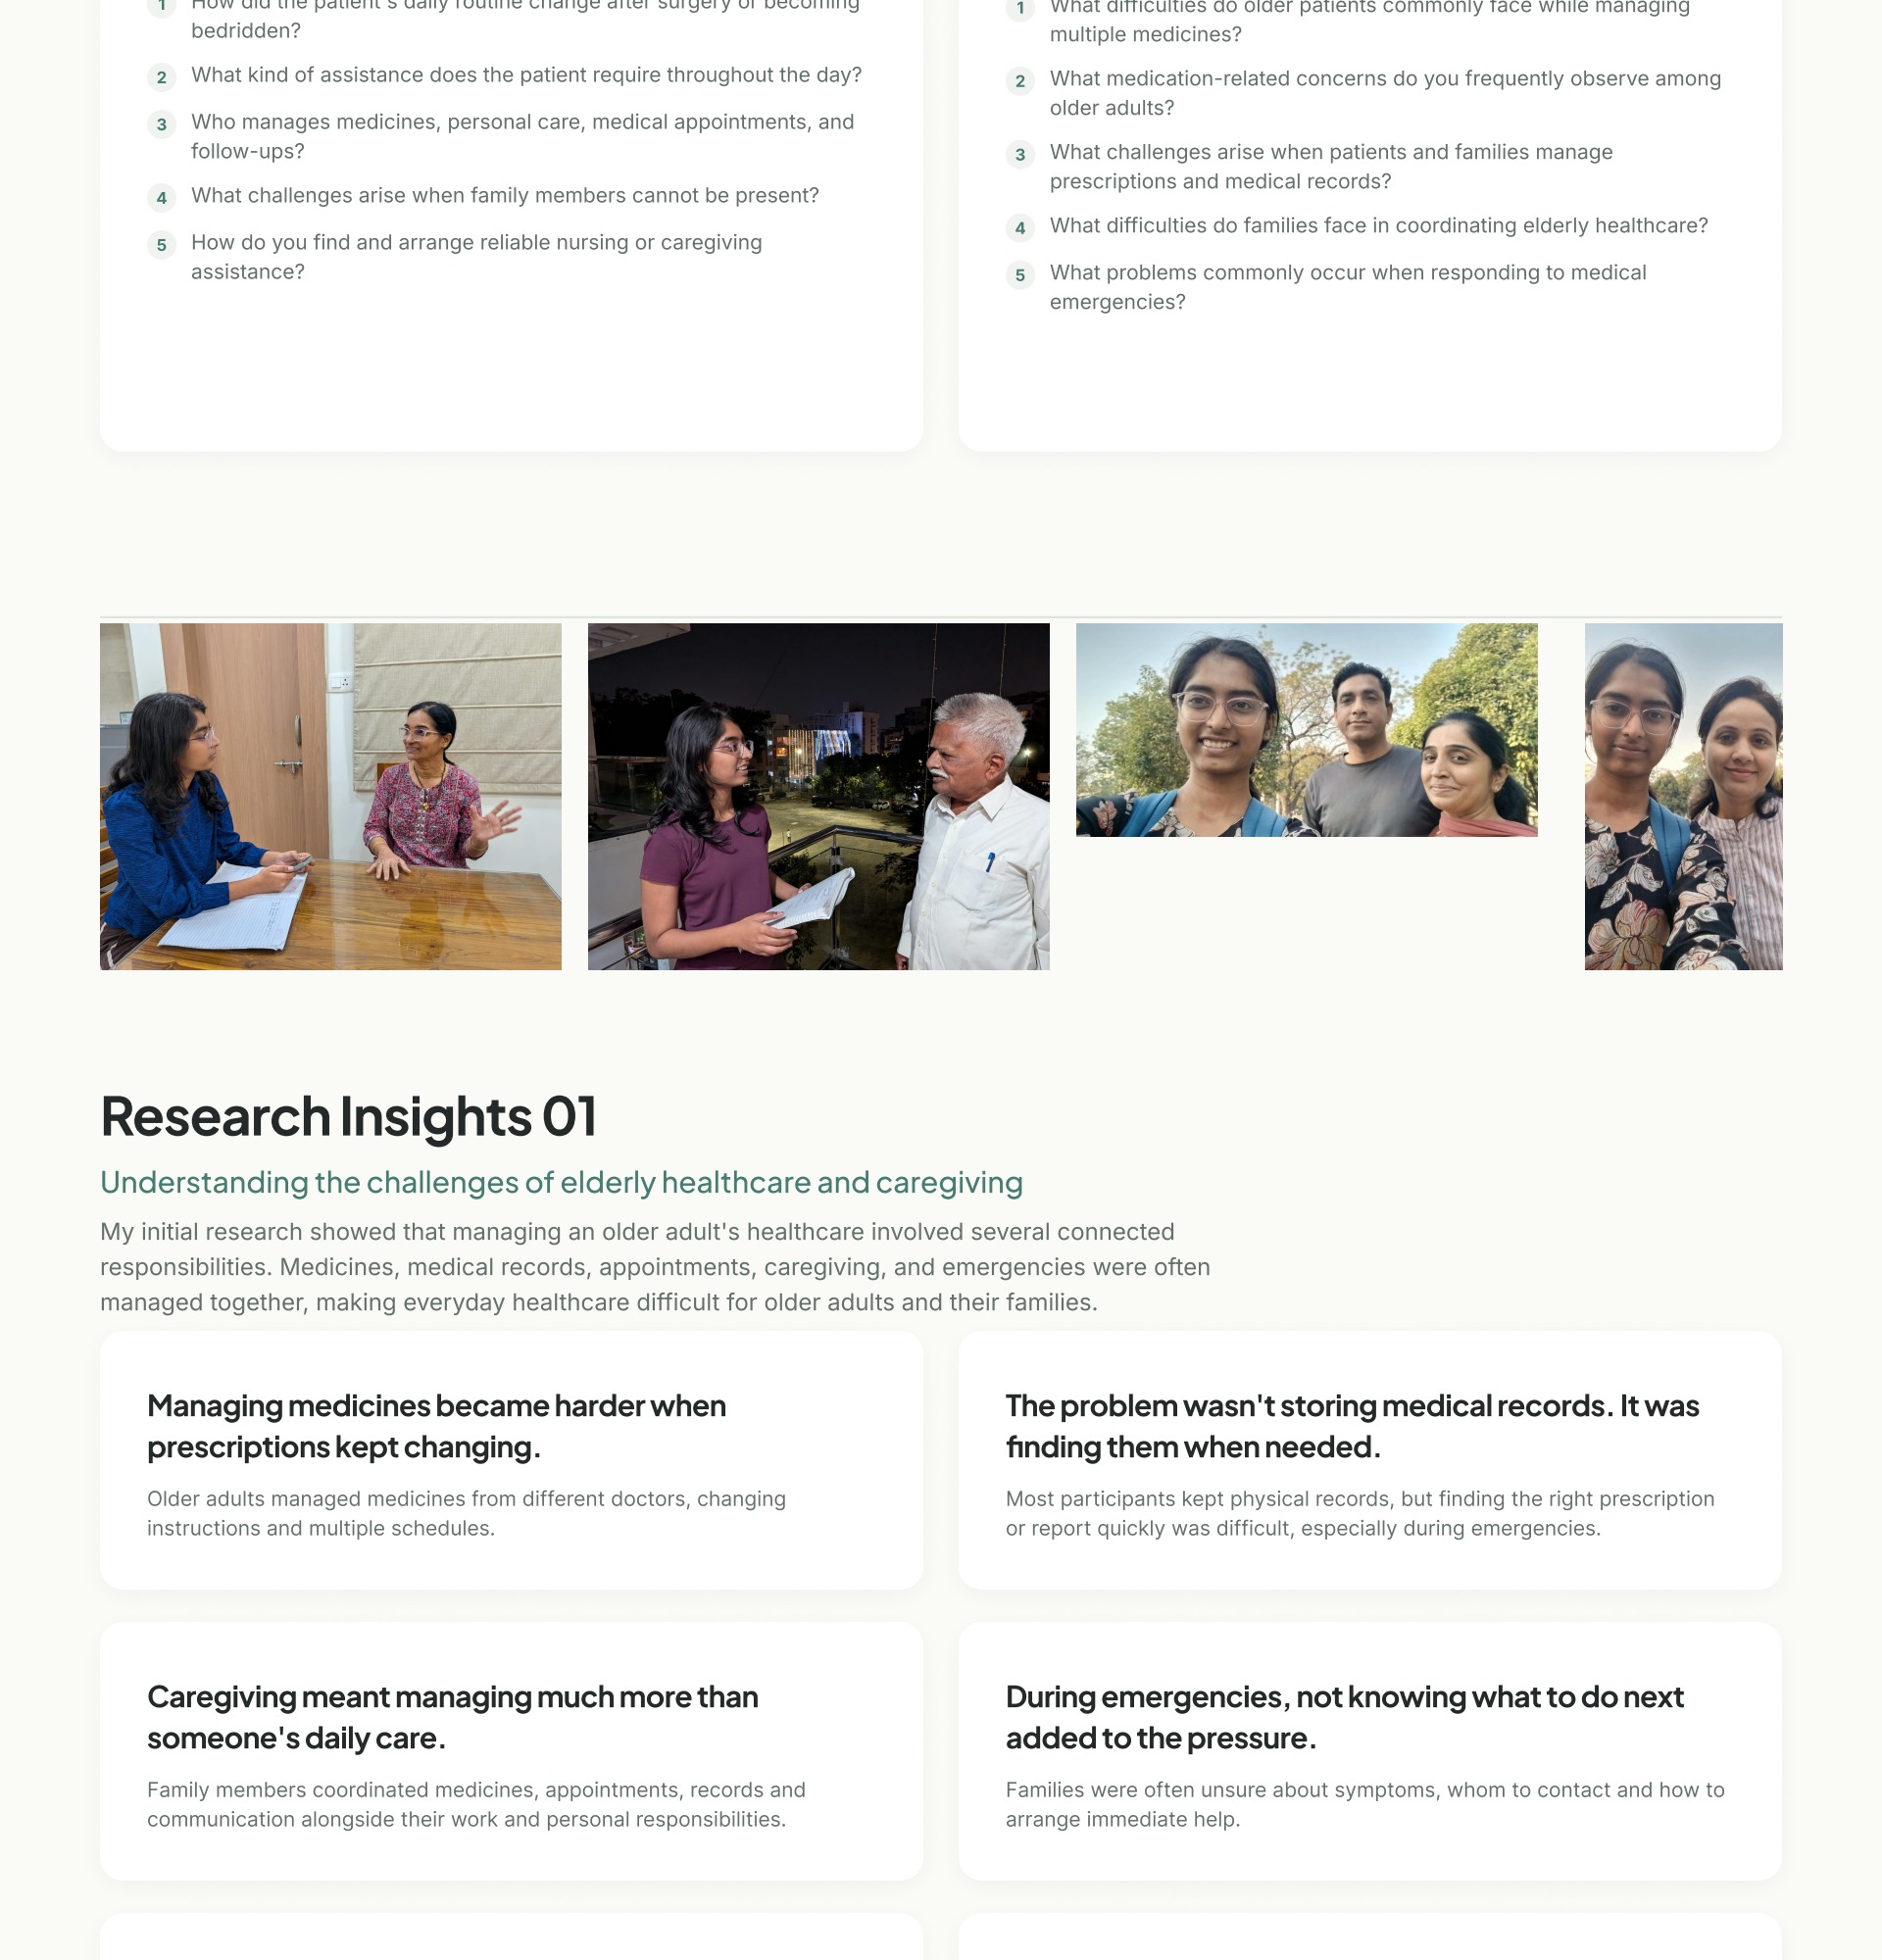 1 How did the patient's daily routine change after surgery or becoming
bedridden?
2 What kind of assistance does the patient require throughout the day?
3 Who manages medicines, personal care, medical appointments, and
follow-ups?
4 What challenges arise when family members cannot be present?
5 How do you find and arrange reliable nursing or caregiving
assistance?
1 What difficulties do older patients commonly face while managing
multiple medicines?
2 What medication-related concerns do you frequently observe among
older adults?
3 What challenges arise when patients and families manage
prescriptions and medical records?
4 What difficulties do families face in coordinating elderly healthcare?
5 What problems commonly occur when responding to medical
emergencies?
Research Insights 01
Understanding the challenges of elderly healthcare and caregiving
My initial research showed that managing an older adult's healthcare involved several connected
responsibilities. Medicines, medical records, appointments, caregiving, and emergencies were often
managed together, making everyday healthcare difficult for older adults and their families.
Managing medicines became harder when
prescriptions kept changing.
Older adults managed medicines from different doctors, changing
instructions and multiple schedules.
The problem wasn't storing medical records. It was
finding them when needed.
Most participants kept physical records, but finding the right prescription
or report quickly was difficult, especially during emergencies.
Caregiving meant managing much more than
someone's daily care.
Family members coordinated medicines, appointments, records and
communication alongside their work and personal responsibilities.
During emergencies, not knowing what to do next
added to the pressure.
Families were often unsure about symptoms, whom to contact and how to
arrange immediate help.